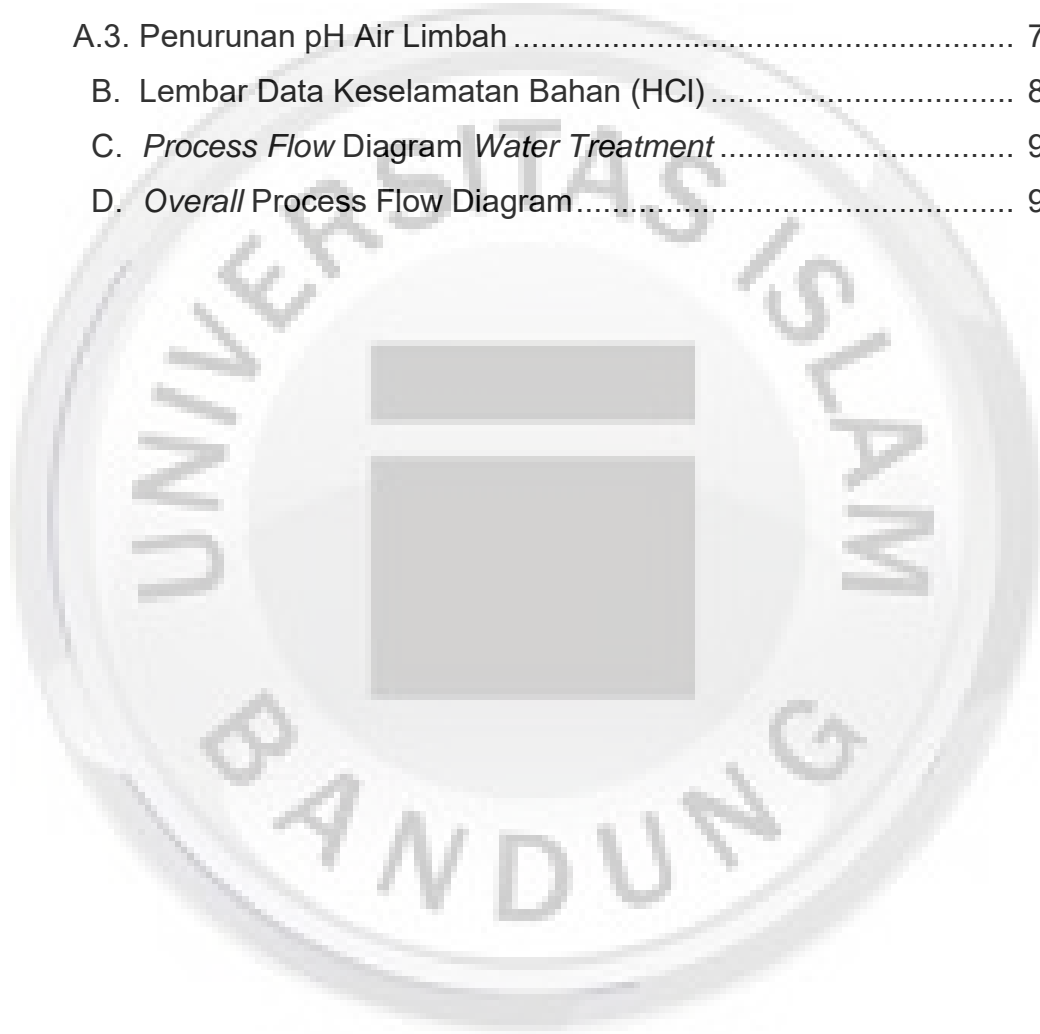 A.3. Penurunan pH Air Limbah ........................................................ 7
B. Lembar Data Keselamatan Bahan (HCl) .................................. 8
C. Process Flow Diagram Water Treatment ................................. 9
D. Overall Process Flow Diagram ................................................. 9
UNIVERSITAS ISLAM
BANDUNG